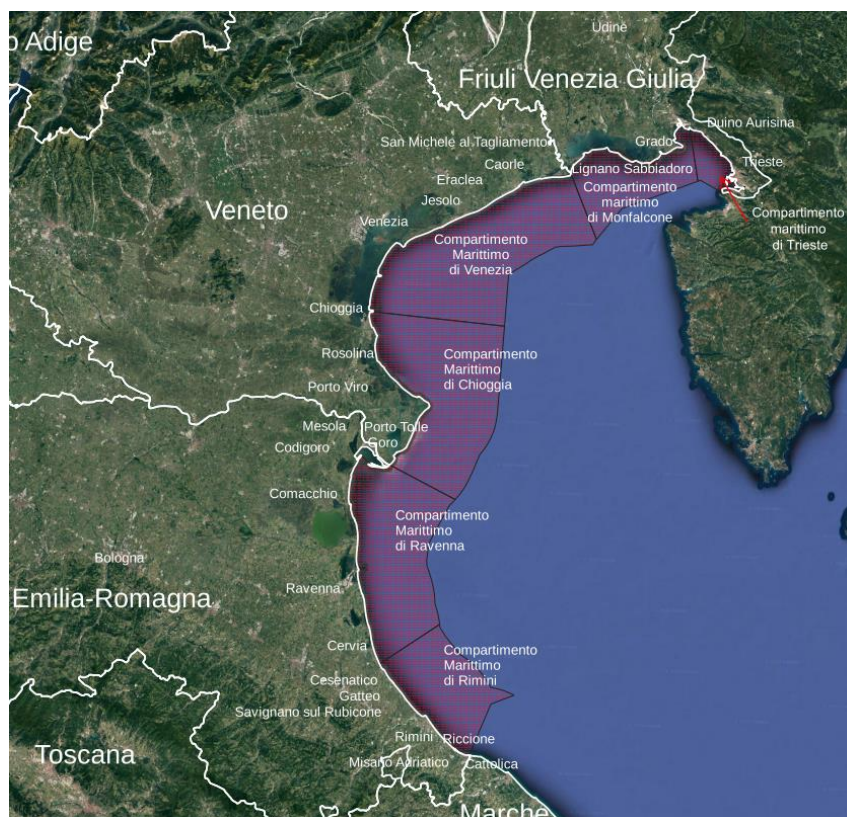 Udine
o Adige
Friuli Venezia Giulia
Duino Aurisina
San Michele al Tagliamento
Grado
Caorle
Trieste
Lignano Sabbiadoro
Eraclea
Compartimento
marittimo
di Monfalcone
Jesolo
Veneto
Venezia
Compartimento
marittimo
di Trieste
Compartimento
Marittimo
di Venezia
Chioggia
Rosolina
Compartimento
Marittimo
di Chioggia
Porto Viro
Mesola
Porto Tolle
Goro
Codigoro
Comacchio
Compartimento
Marittimo
di Ravenna
Bologna
Ravenna
Emilia-Romagna
Cervia
Compartimento
Marittimo
di Rimini
Cesenatico
Gatteo
Savignano sul Rubicone
Rimini
Riccione
Toscana
Misano Adriatico
Cattolica
Marche